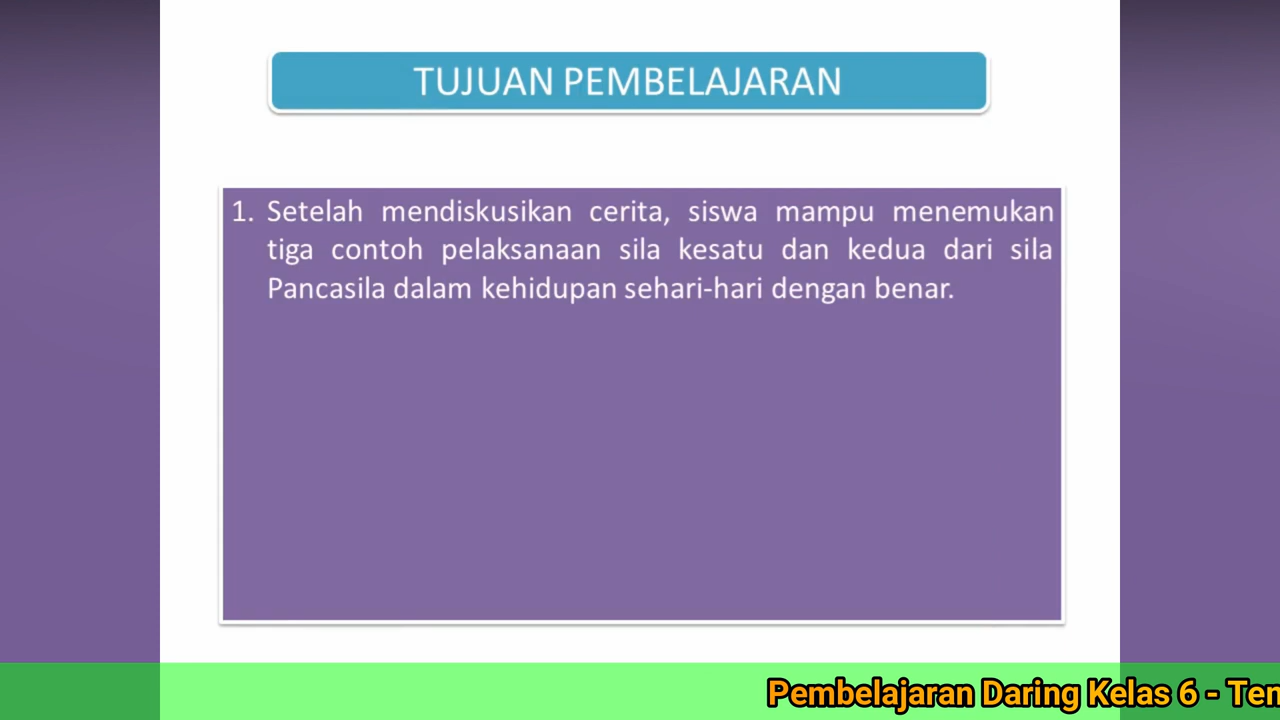 TUJUAN PEMBELAJARAN
1. Setelah mendiskusikan cerita, siswa mampu menemukan
tiga contoh pelaksanaan sila kesatu dan kedua dari sila
Pancasila dalam kehidupan sehari-hari dengan benar.
Pembelajaran Daring Kelas 6 -